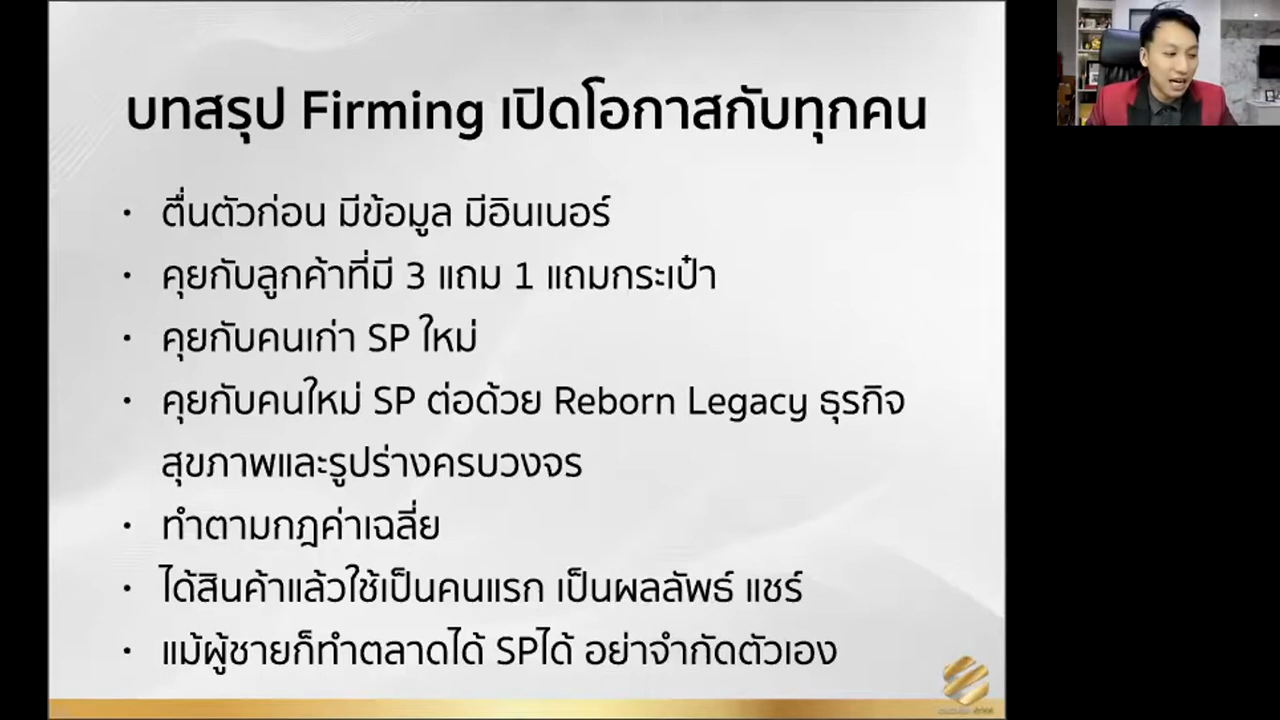 บทสรุป Firming เปิดโอกาสกับทุกคน
• ตื่นตัวก่อน มีข้อมูล มีอินเนอร์
• คุยกับลูกค้าที่มี 3 แถม 1 แถมกระเป๋า
• คุยกับคนเก่า SP ใหม่
• คุยกับคนใหม่ SP ต่อด้วย Reborn Legacy ธุรกิจ
สุขภาพและรูปร่างครบวงจร
• ทำตามกฎค่าเฉลี่ย
• ได้สินค้าแล้วใช้เป็นคนแรก เป็นผลลัพธ์ แชร์
• แม้ผู้ชายก็ทำตลาดได้ SPได้ อย่าจำกัดตัวเอง